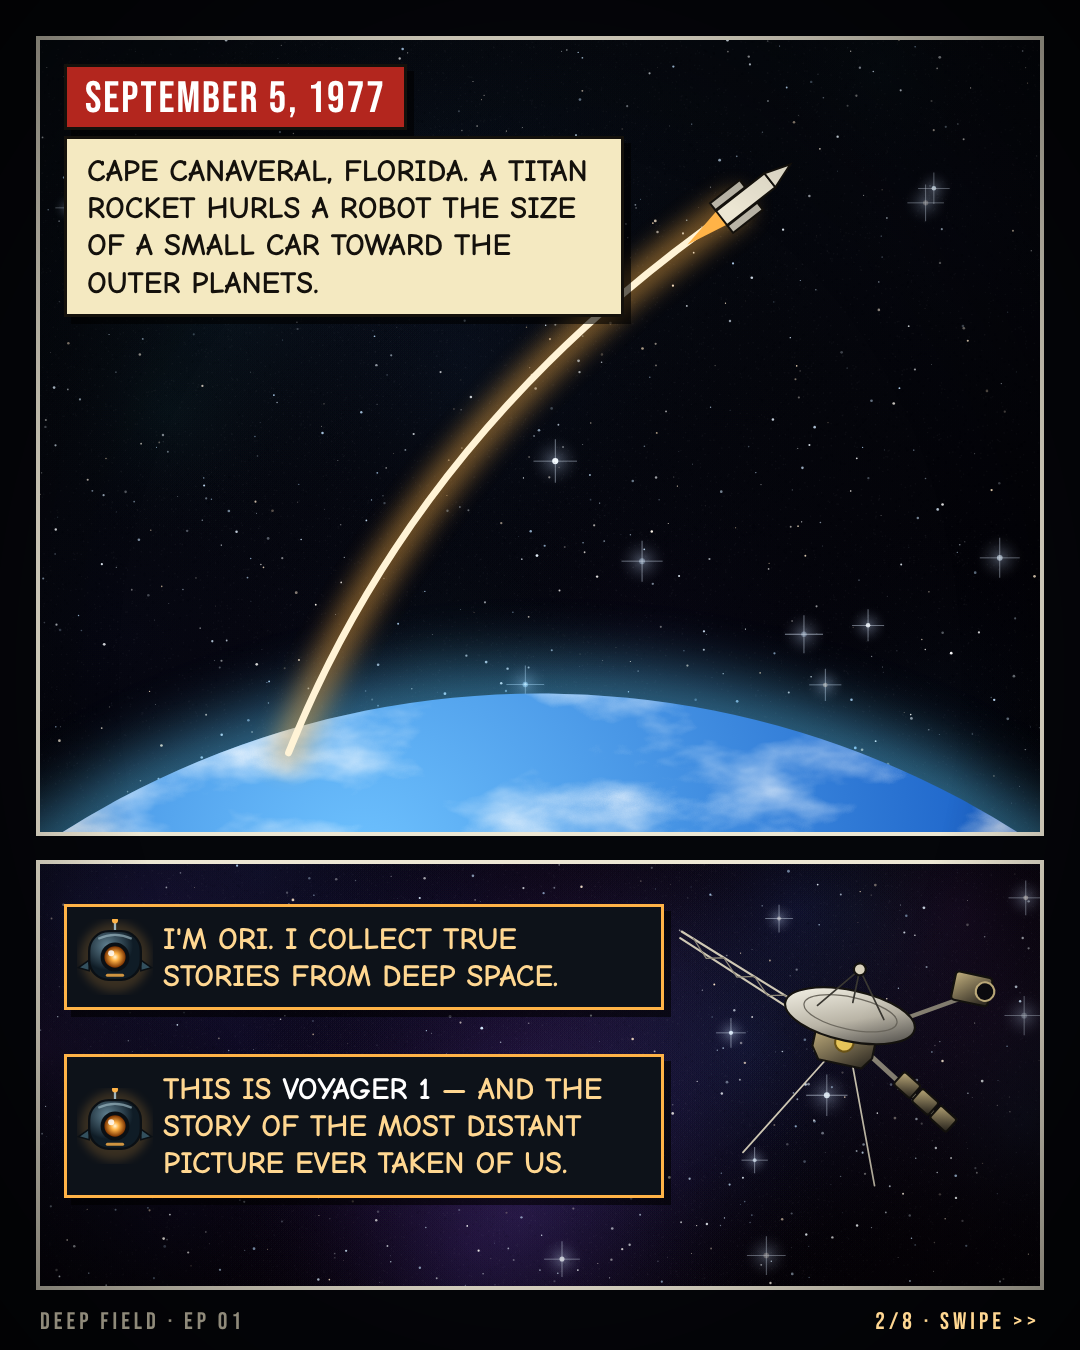 SEPTEMBER 5, 1977
CAPE CANAVERAL, FLORIDA. A TITAN
ROCKET HURLS A ROBOT THE SIZE
OF A SMALL CAR TOWARD THE
OUTER PLANETS.
I'M ORI. I COLLECT TRUE
STORIES FROM DEEP SPACE.
THIS IS VOYAGER 1 — AND THE
STORY OF THE MOST DISTANT
PICTURE EVER TAKEN OF US.
DEEP FIELD · EP 01
2/8 · SWIPE >>